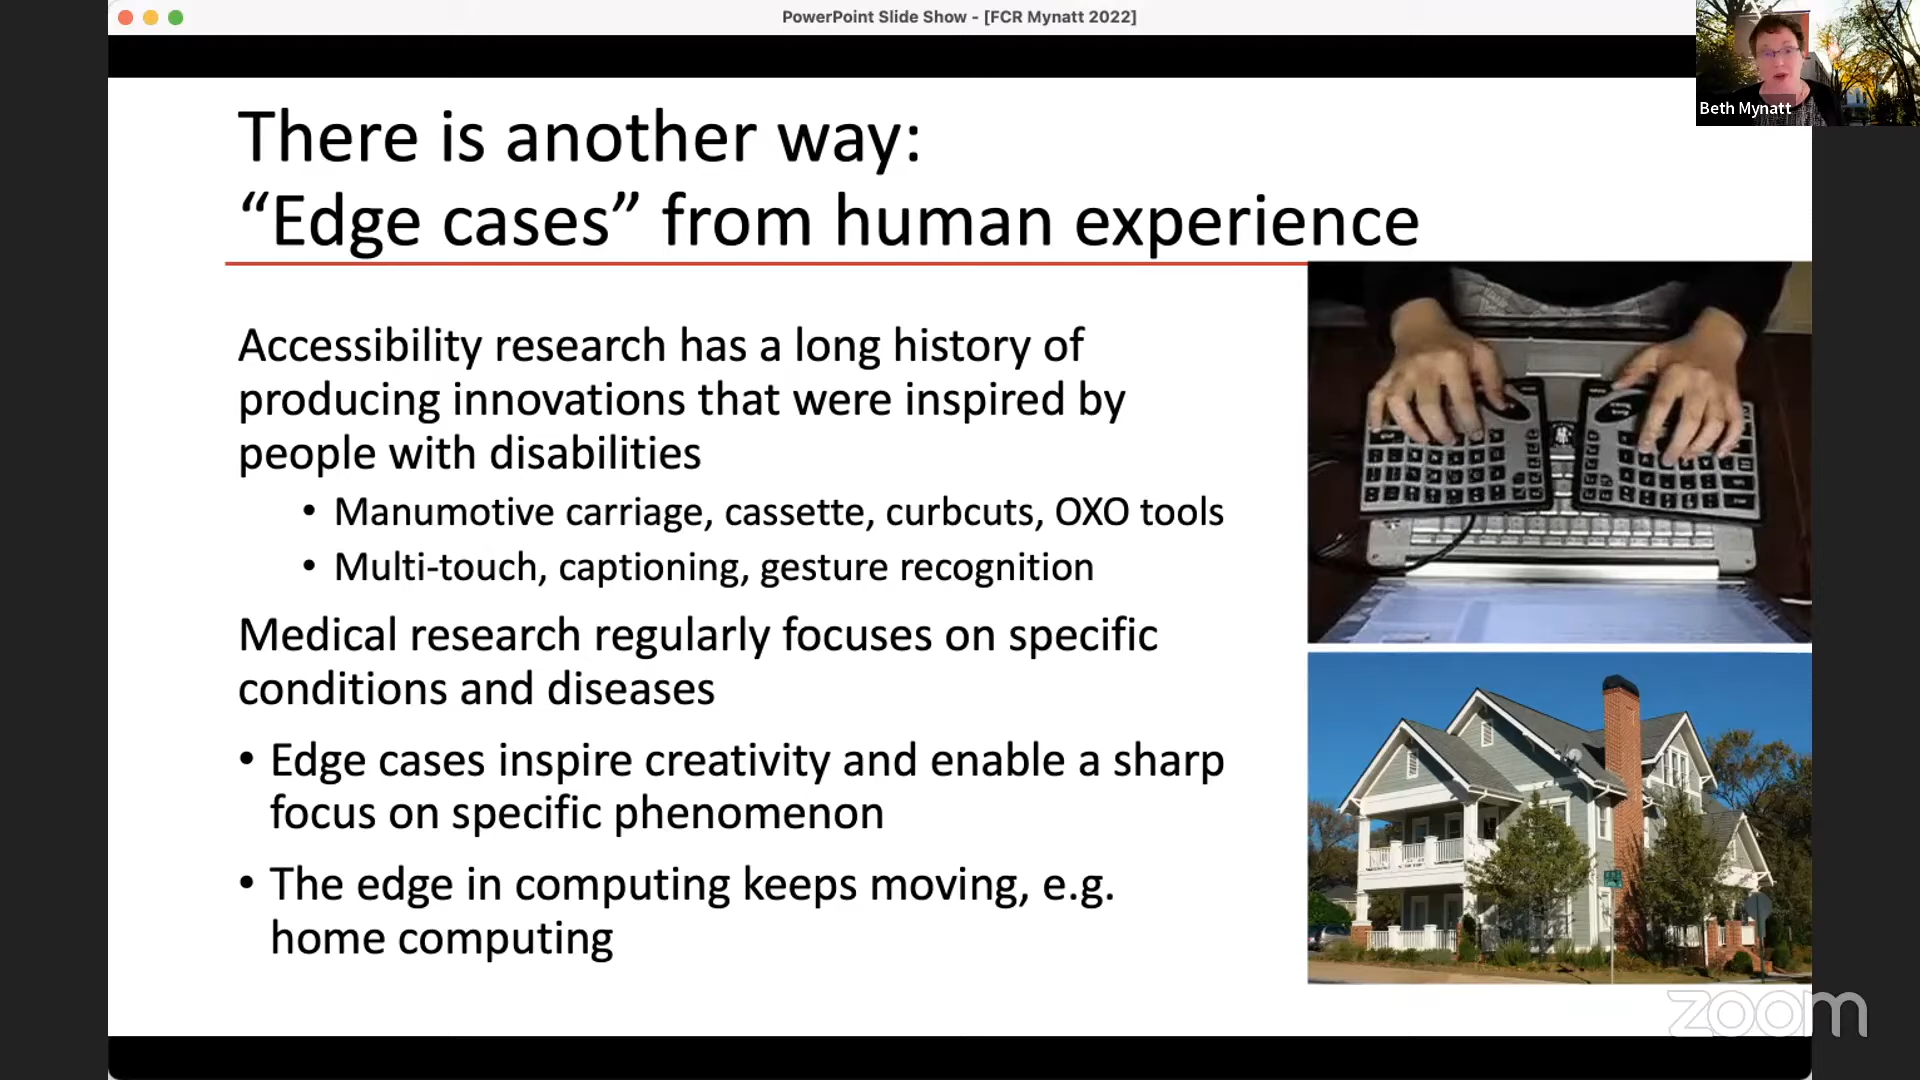 PowerPoint Slide Show - [FCR Mynatt 2022]
Beth Mynatt
There is another way:
“Edge cases” from human experience
Accessibility research has a long history of
producing innovations that were inspired by
people with disabilities
• Manumotive carriage, cassette, curbcuts, OXO tools
• Multi-touch, captioning, gesture recognition
Medical research regularly focuses on specific
conditions and diseases
• Edge cases inspire creativity and enable a sharp
focus on specific phenomenon
• The edge in computing keeps moving, e.g.
home computing
zoom